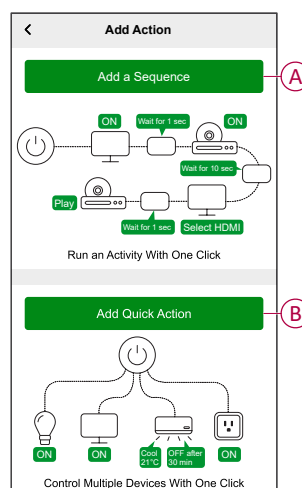 Add Action
Add a Sequence
A
ON
Wait for 1 sec
ON
Wait for 10 sec
Play
Wait for 1 sec
Select HDMI
Run an Activity With One Click
Add Quick Action
B
ON
ON
Cool
21°C
OFF after
30 min
ON
Control Multiple Devices With One Click